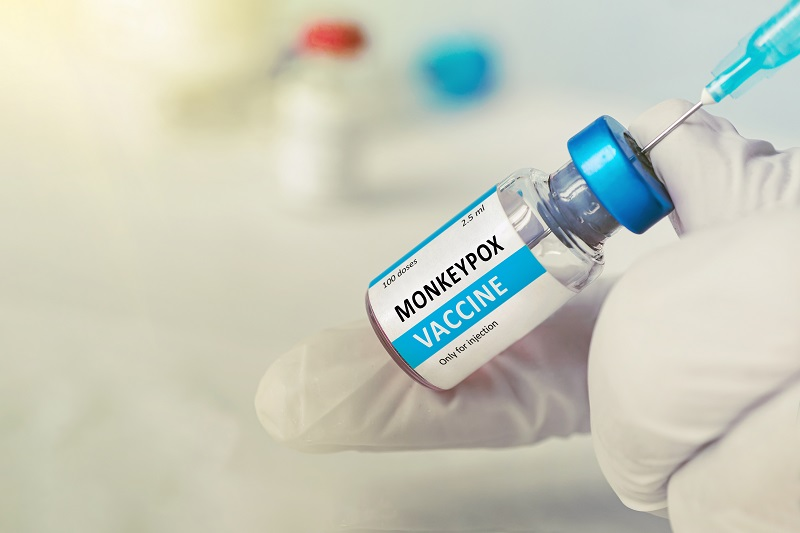 100 doses
2.5 ml
MONKEYPOX
VACCINE
Only for injection